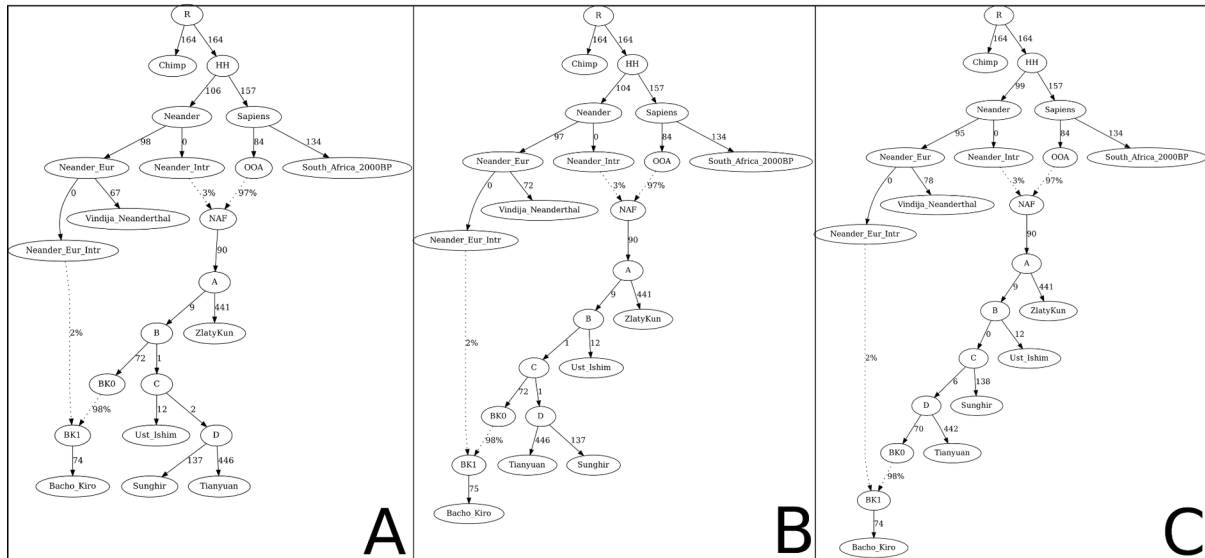 R
164 164
Chimp HH
106 157
Neander Sapiens
98 0 84 134
Neander_Eur Neander_Intr OOA South_Africa_2000BP
0 67 3% 97%
Vindija_Neanderthal NAF
Neander_Eur_Intr 90
A
9 441
2% B ZlatyKun
72 1
BK0 C
98% 12 2
BK1 Ust_Ishim D
74 137 446
Bacho_Kiro Sunghir Tianyuan
A
R
164 164
Chimp HH
104 157
Neander Sapiens
97 0 84 134
Neander_Eur Neander_Intr OOA South_Africa_2000BP
0 72 3% 97%
Vindija_Neanderthal NAF
Neander_Eur_Intr 90
A
9 441
B ZlatyKun
2% 1 12
C Ust_Ishim
72 1
BK0 D
98% 446 137
BK1 Tianyuan Sunghir
75
Bacho_Kiro
B
R
164 164
Chimp HH
99 157
Neander Sapiens
95 0 84 134
Neander_Eur Neander_Intr OOA South_Africa_2000BP
0 78 3% 97%
Vindija_Neanderthal NAF
Neander_Eur_Intr 90
A
9 441
B ZlatyKun
0 12
2% C Ust_Ishim
6 138
D Sunghir
70 442
BK0 Tianyuan
98%
BK1
74
Bacho_Kiro
C